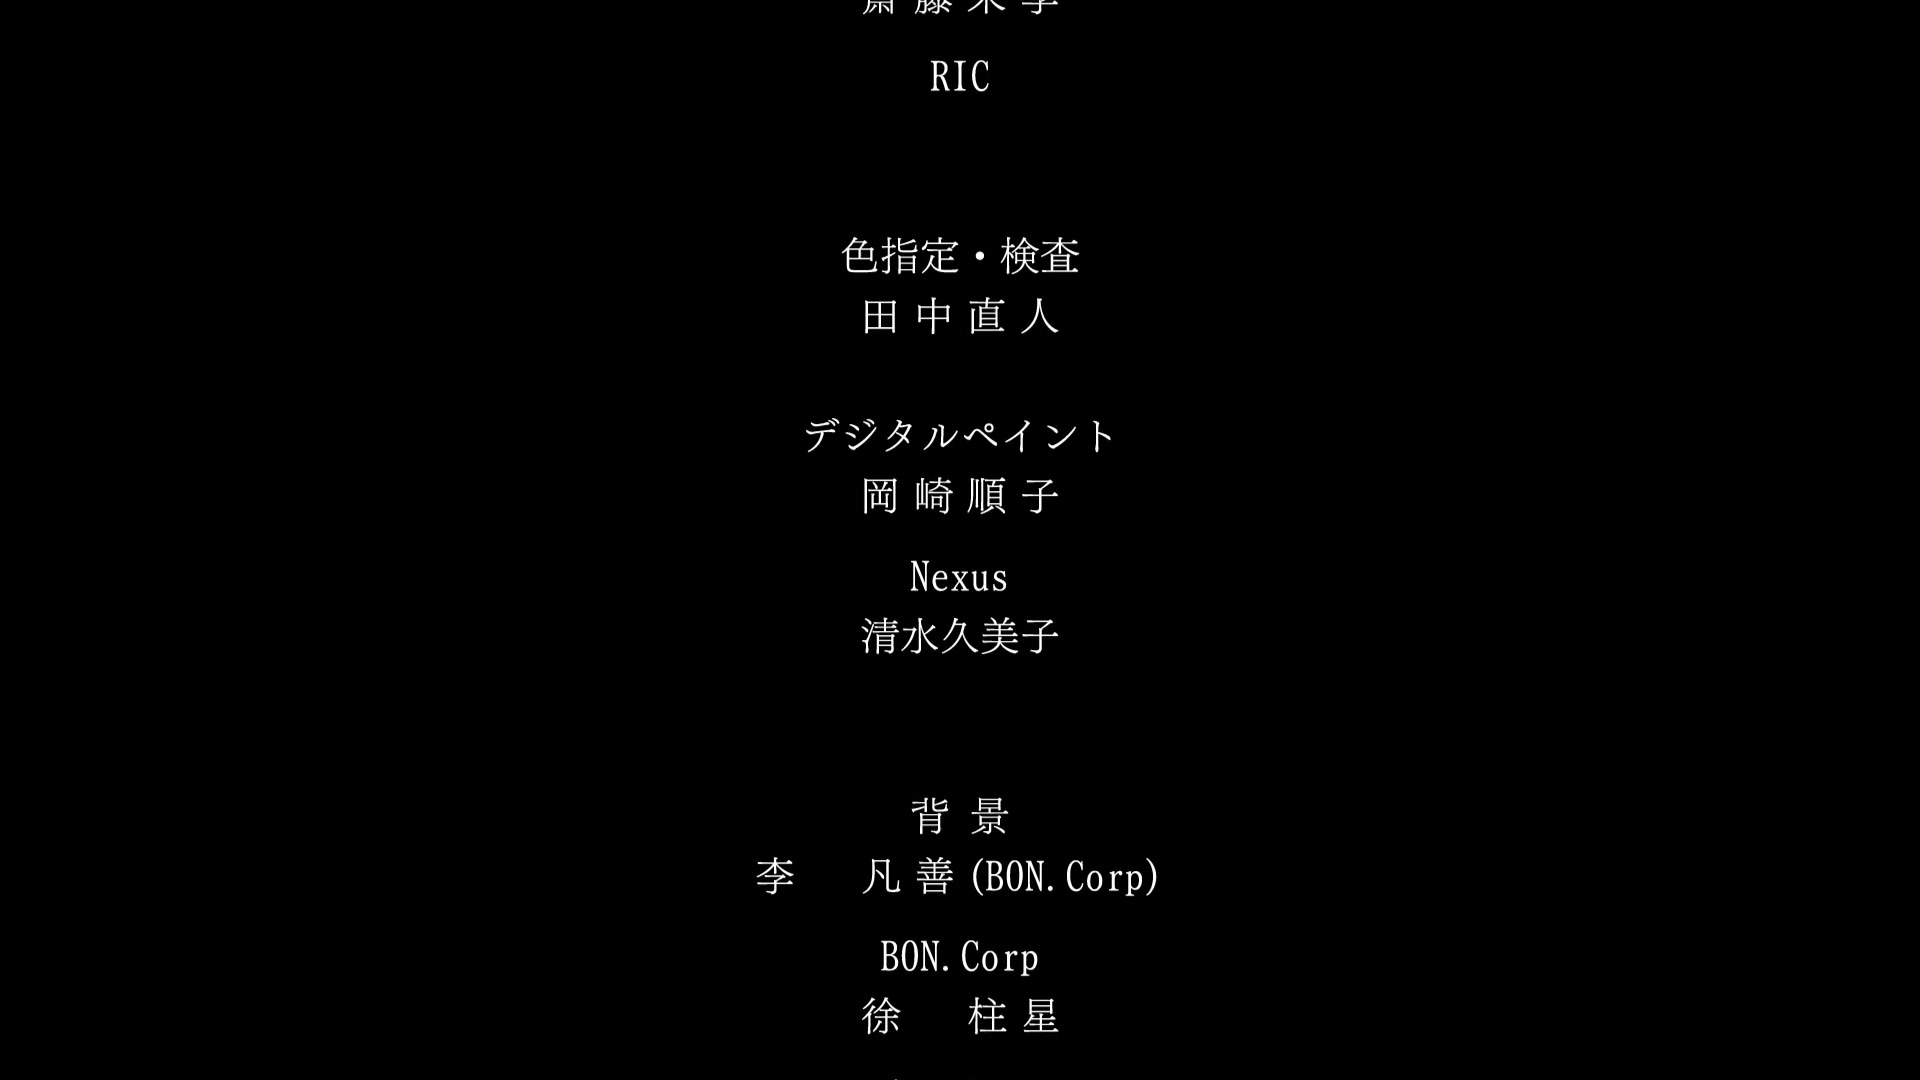 RIC
色指定・検査
田中直人
デジタルペイント
岡崎順子
Nexus
清水久美子
背景
李 凡善(BON.Corp)
BON.Corp
徐 柱星